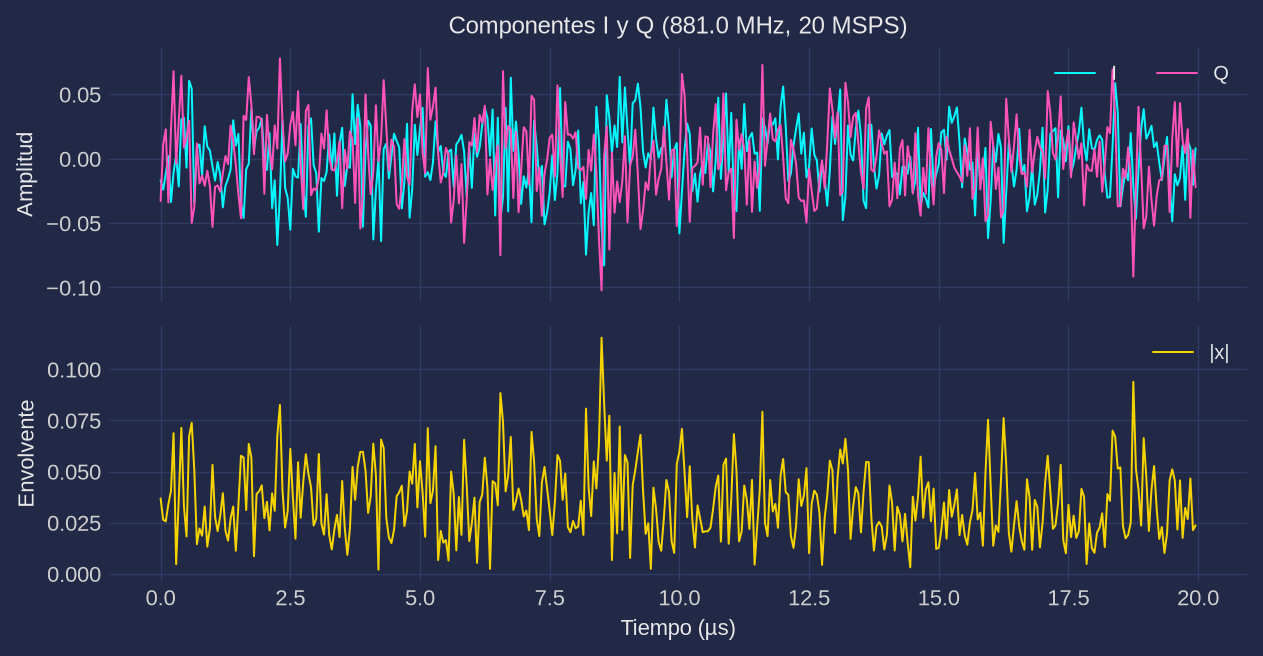 Componentes I y Q (881.0 MHz, 20 MSPS)
I Q
0.05
0.00
−0.05
−0.10
Amplitud
|x|
0.100
0.075
0.050
0.025
0.000
Envolvente
0.0 2.5 5.0 7.5 10.0 12.5 15.0 17.5 20.0
Tiempo (µs)